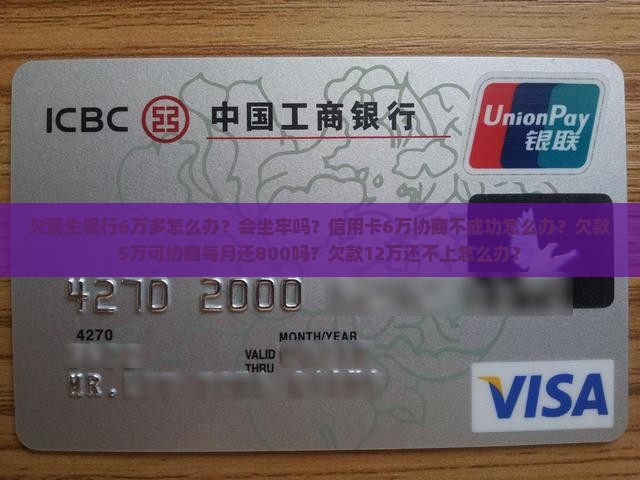 ICBC 中国工商银行
UnionPay
银联
欠民生银行6万多怎么办？会坐牢吗？信用卡6万协商不成功怎么办？欠款
5万可协商每月还800吗？欠款12万还不上怎么办？
4270 2000
4270
MONTH/YEAR
VALID
THRU
MR.
VISA